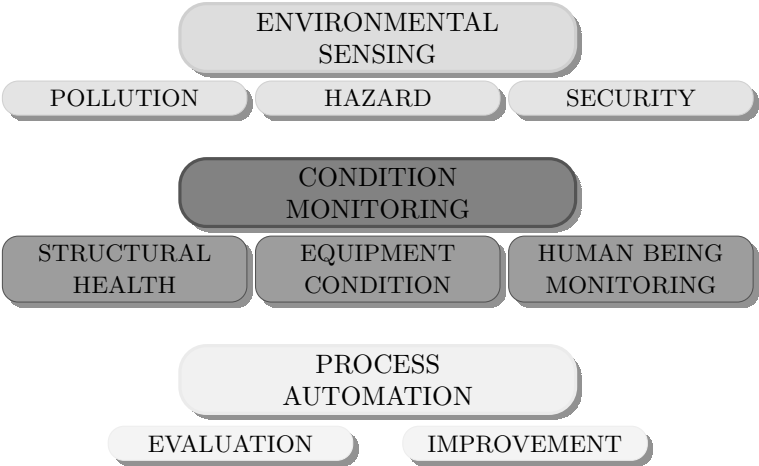 ENVIRONMENTAL
SENSING
POLLUTION
HAZARD
SECURITY
CONDITION
MONITORING
STRUCTURAL
HEALTH
EQUIPMENT
CONDITION
HUMAN BEING
MONITORING
PROCESS
AUTOMATION
EVALUATION
IMPROVEMENT